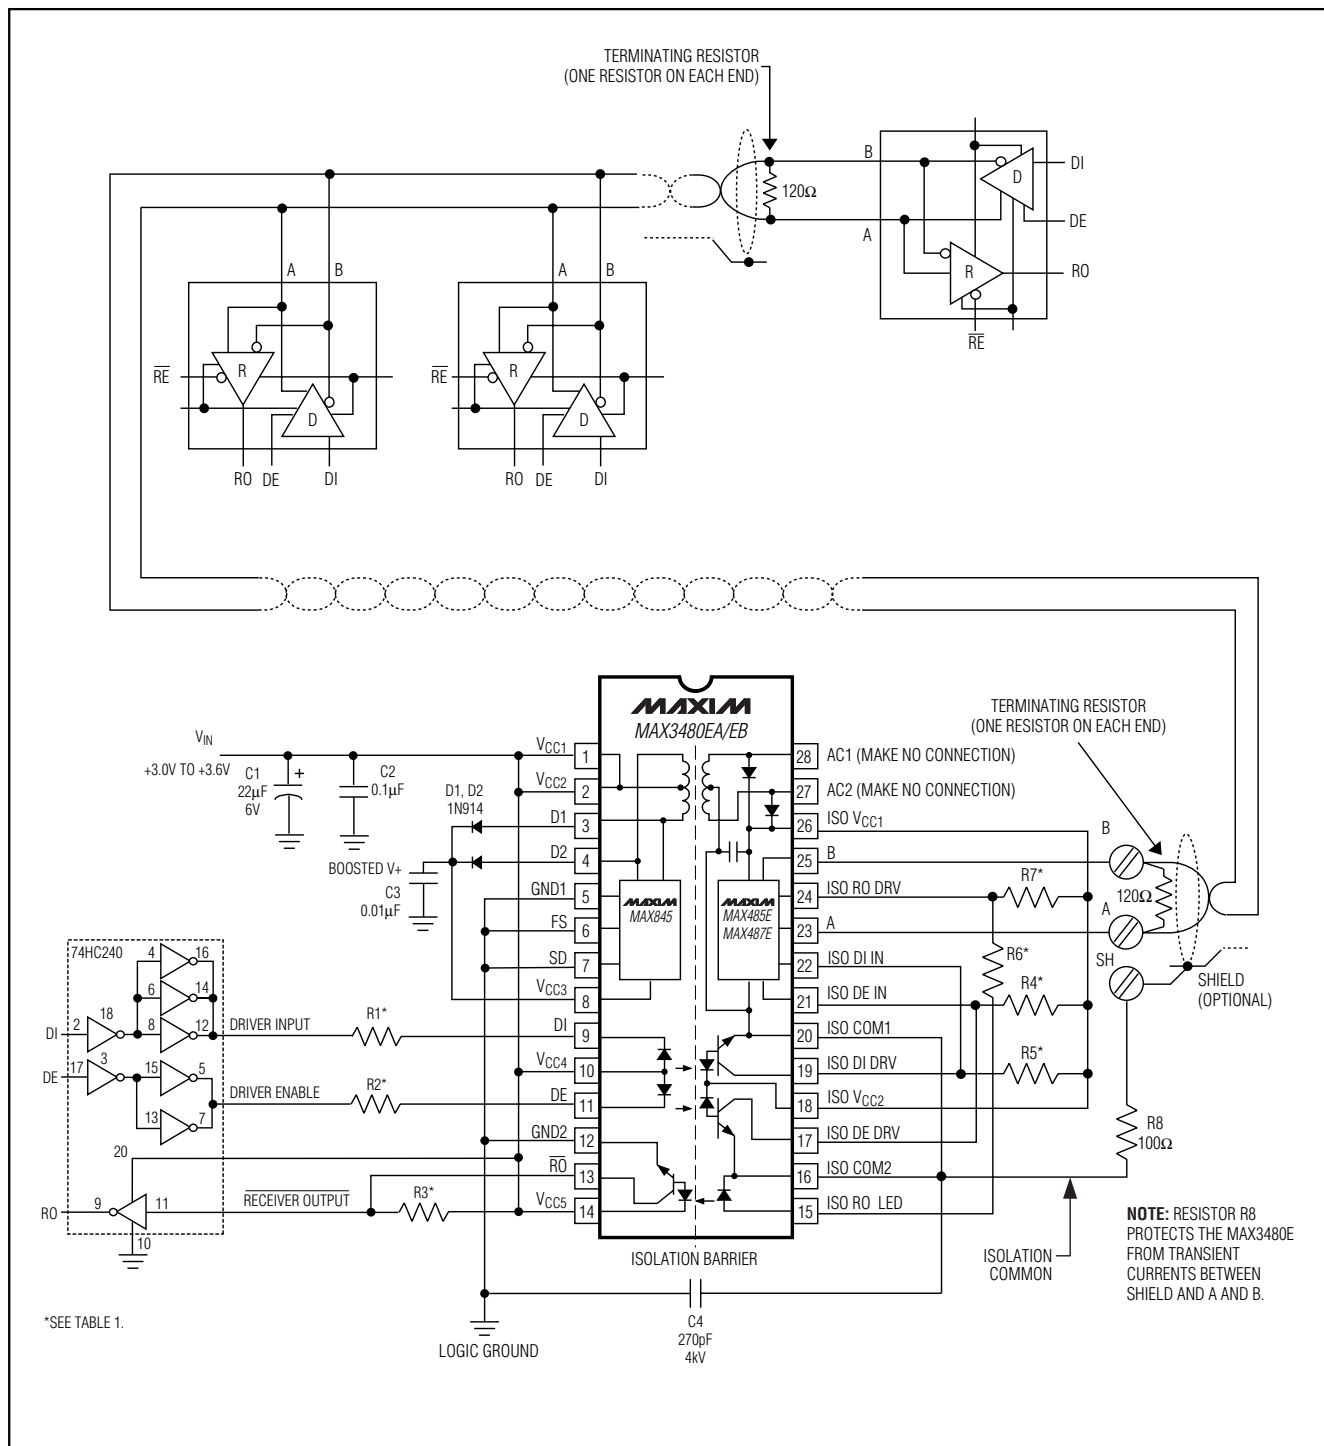 TERMINATING RESISTOR
(ONE RESISTOR ON EACH END)
B
120Ω
A
D
DI
DE
R
RO
R̅E̅
A
B
R̅E̅
R
D
RO
DE
DI
A
B
R̅E̅
R
D
RO
DE
DI
TERMINATING RESISTOR
(ONE RESISTOR ON EACH END)
MAXIM
MAX3480EA/EB
VIN
+3.0V TO +3.6V
C1
22μF
6V
C2
0.1μF
D1, D2
1N914
BOOSTED V+
C3
0.01μF
VCC1
1
VCC2
2
D1
3
D2
4
GND1
5
FS
6
SD
7
VCC3
8
DI
9
VCC4
10
DE
11
GND2
12
R̅O̅
13
VCC5
14
MAXIM
MAX845
MAXIM
MAX485E
MAX487E
28
AC1 (MAKE NO CONNECTION)
27
AC2 (MAKE NO CONNECTION)
26
ISO VCC1
25
B
24
ISO RO DRV
23
A
22
ISO DI IN
21
ISO DE IN
20
ISO COM1
19
ISO DI DRV
18
ISO VCC2
17
ISO DE DRV
16
ISO COM2
15
ISO RO LED
R7*
R6*
R4*
R5*
B
120Ω
A
SH
SHIELD
(OPTIONAL)
R8
100Ω
74HC240
4
16
6
14
DI
2
18
8
12
DRIVER INPUT
R1*
DE
17
3
15
5
DRIVER ENABLE
R2*
13
7
20
RO
9
11
10
R̅E̅C̅E̅I̅V̅E̅R̅ ̅O̅U̅T̅P̅U̅T̅
R3*
ISOLATION BARRIER
ISOLATION
COMMON
NOTE: RESISTOR R8
PROTECTS THE MAX3480E
FROM TRANSIENT
CURRENTS BETWEEN
SHIELD AND A AND B.
*SEE TABLE 1.
LOGIC GROUND
C4
270pF
4kV